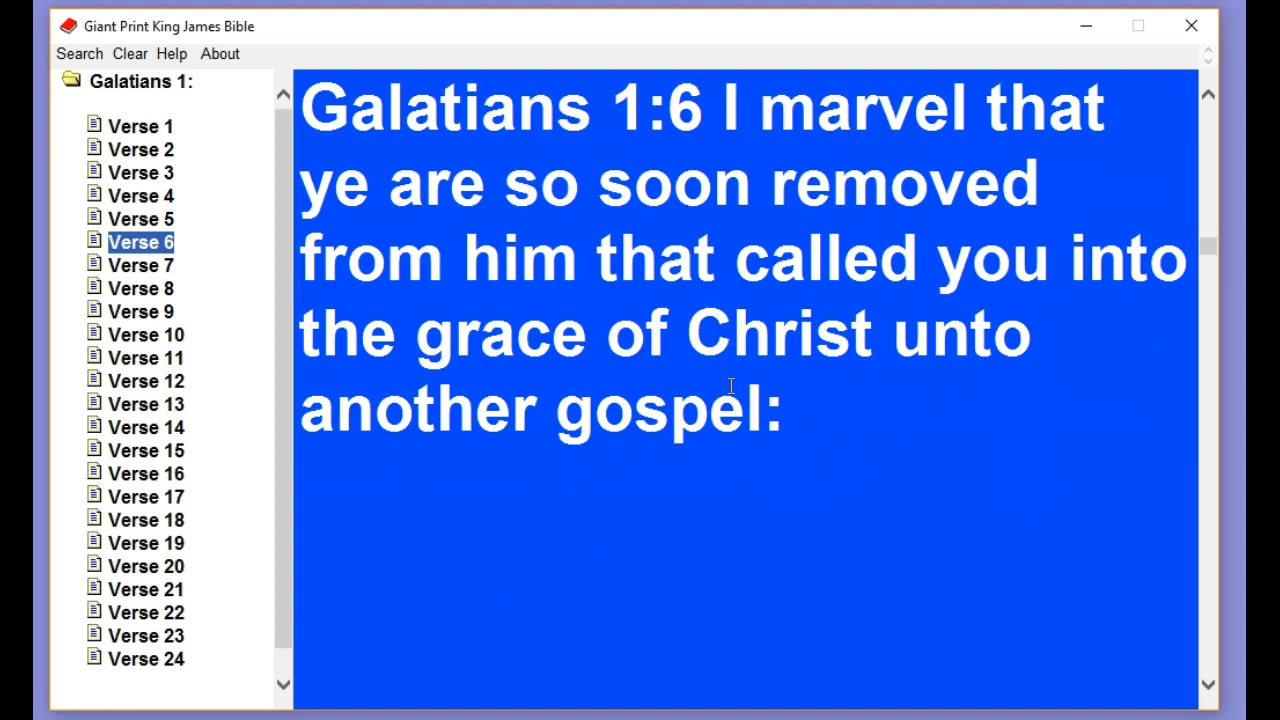 Giant Print King James Bible
Search Clear Help About
Galatians 1:
Verse 1
Verse 2
Verse 3
Verse 4
Verse 5
Verse 6
Verse 7
Verse 8
Verse 9
Verse 10
Verse 11
Verse 12
Verse 13
Verse 14
Verse 15
Verse 16
Verse 17
Verse 18
Verse 19
Verse 20
Verse 21
Verse 22
Verse 23
Verse 24
Galatians 1:6 I marvel that
ye are so soon removed
from him that called you into
the grace of Christ unto
another gospel: